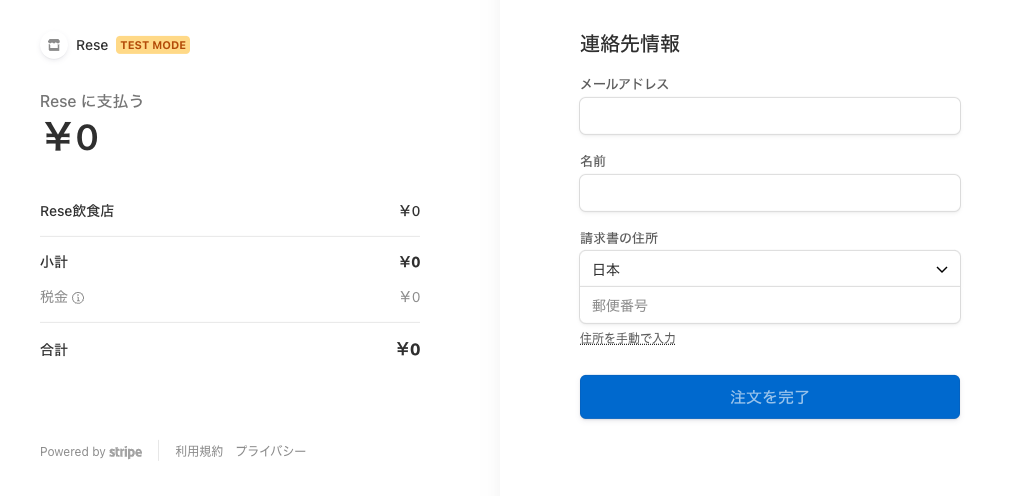 Rese TEST MODE
Rese に支払う
￥0
Rese飲食店 ￥0
小計 ￥0
税金 ￥0
合計 ￥0
Powered by stripe 利用規約 プライバシー
連絡先情報
メールアドレス
名前
請求書の住所
日本
郵便番号
住所を手動で入力
注文を完了